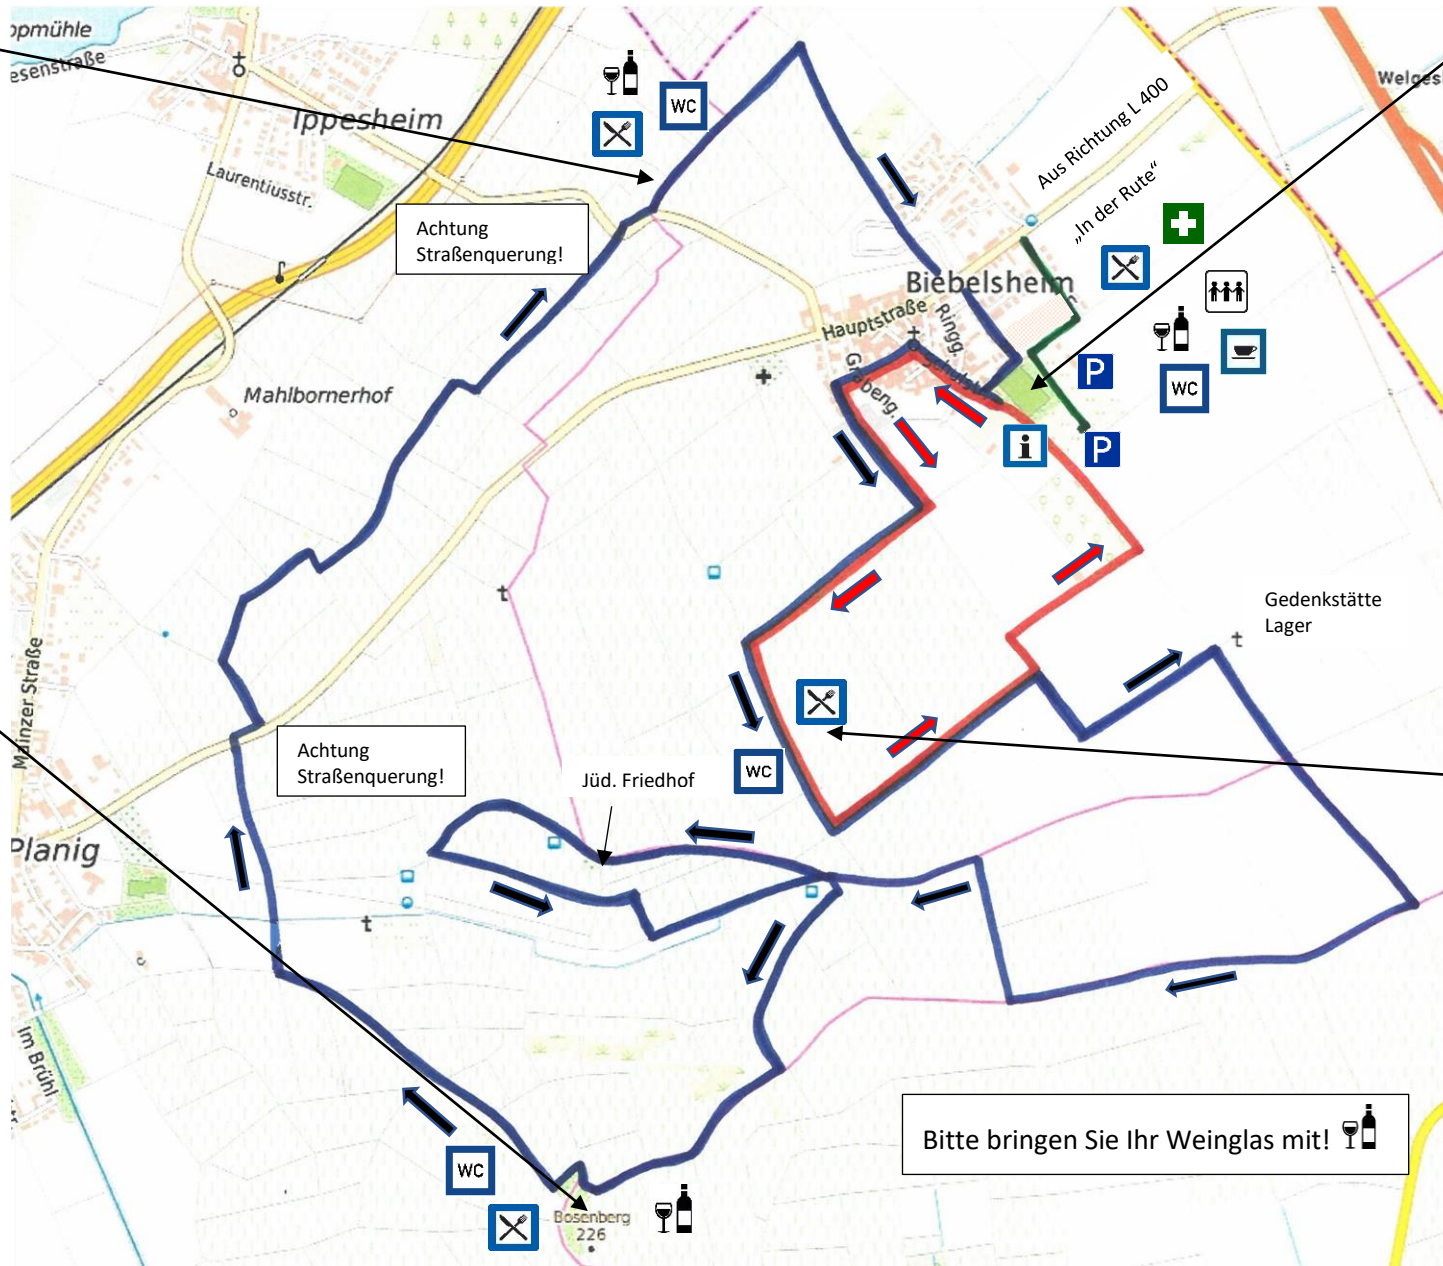 opmühle
esenstraße
Ippesheim
Laurentiusstr.
WC
Achtung
Straßenquerung!
Aus Richtung L 400
„In der Rute“
Biebelsheim
Hauptstraße
Ringg.
Schulstr.
Grabeng.
P
WC
i
P
Mahlbornerhof
Mainzer Straße
Gedenkstätte
Lager
Achtung
Straßenquerung!
WC
Jüd. Friedhof
Planig
Im Brühl
WC
Bosenberg
226
Bitte bringen Sie Ihr Weinglas mit!